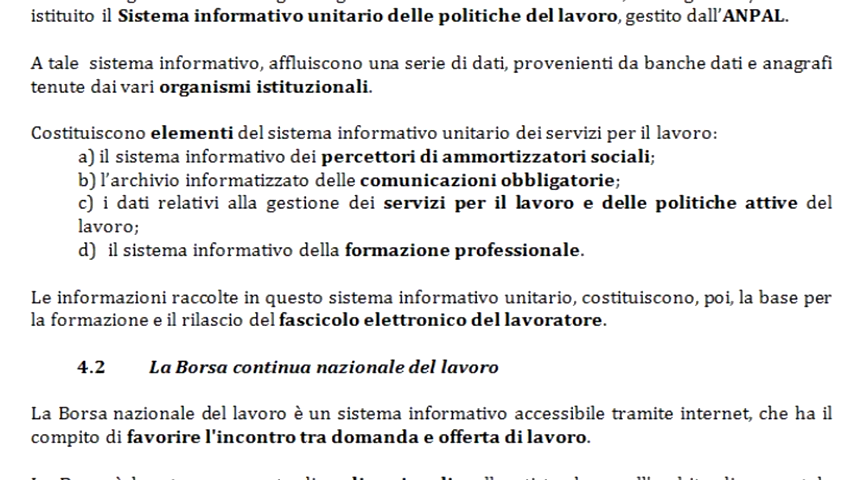 istituito il Sistema informativo unitario delle politiche del lavoro, gestito dall'ANPAL.
A tale sistema informativo, affluiscono una serie di dati, provenienti da banche dati e anagrafi
tenute dai vari organismi istituzionali.
Costituiscono elementi del sistema informativo unitario dei servizi per il lavoro:
a) il sistema informativo dei percettori di ammortizzatori sociali;
b) l'archivio informatizzato delle comunicazioni obbligatorie;
c) i dati relativi alla gestione dei servizi per il lavoro e delle politiche attive del
lavoro;
d) il sistema informativo della formazione professionale.
Le informazioni raccolte in questo sistema informativo unitario, costituiscono, poi, la base per
la formazione e il rilascio del fascicolo elettronico del lavoratore.
4.2 La Borsa continua nazionale del lavoro
La Borsa nazionale del lavoro è un sistema informativo accessibile tramite internet, che ha il
compito di favorire l'incontro tra domanda e offerta di lavoro.